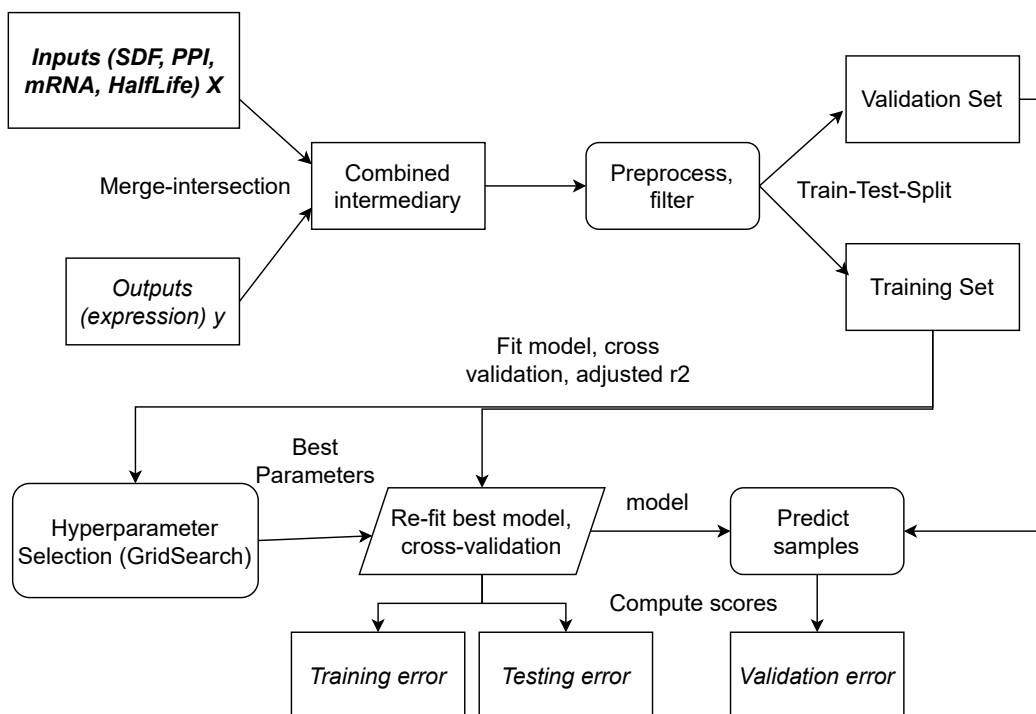 Inputs (SDF, PPI,
mRNA, HalfLife) X
Validation Set
Merge-intersection
Combined
intermediary
Preprocess,
filter
Train-Test-Split
Outputs
(expression) y
Training Set
Fit model, cross
validation, adjusted r2
Best
Parameters
Hyperparameter
Selection (GridSearch)
Re-fit best model,
cross-validation
model
Predict
samples
Compute scores
Training error
Testing error
Validation error